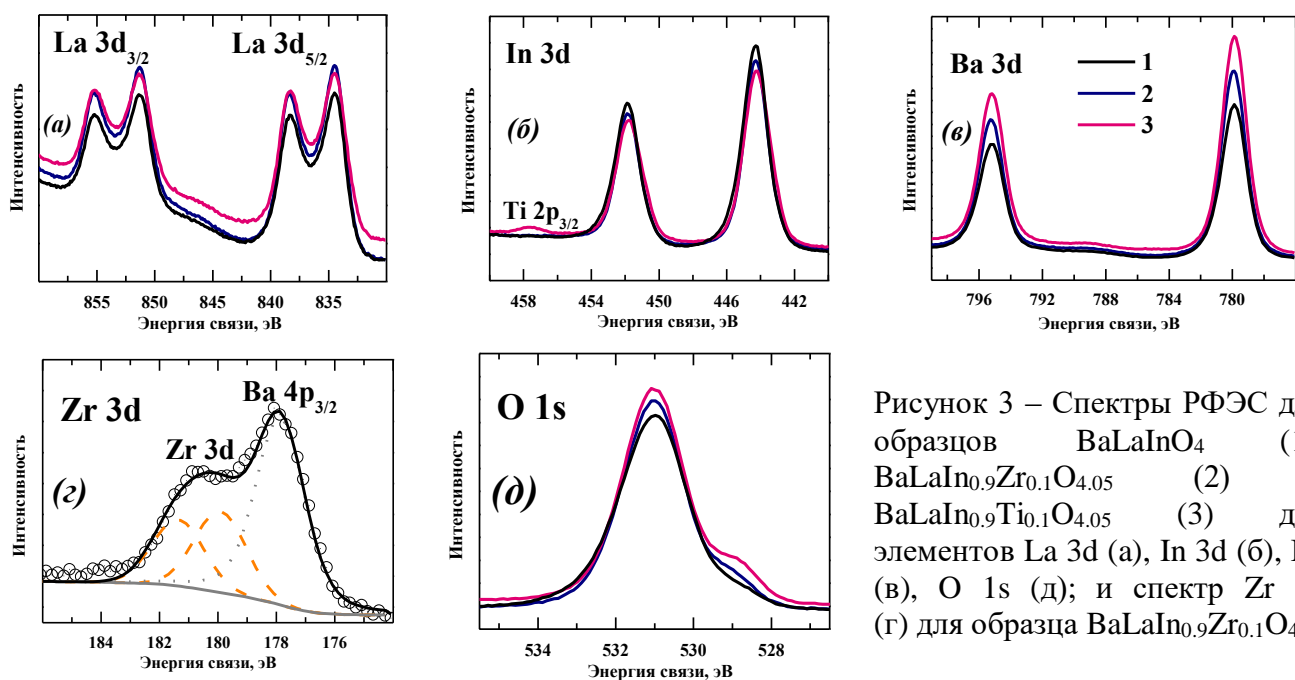 La 3d3/2 La 3d5/2
(а)
Интенсивность
855 850 845 840 835
Энергия связи, эВ
In 3d
(б)
Ti 2p3/2
Интенсивность
458 454 450 446 442
Энергия связи, эВ
Ba 3d
1
2
3
(в)
Интенсивность
796 792 788 784 780
Энергия связи, эВ
Zr 3d
Ba 4p3/2
Zr 3d
(г)
Интенсивность
184 182 180 178 176
Энергия связи, эВ
O 1s
(д)
Интенсивность
534 532 530 528
Энергия связи, эВ
Рисунок 3 – Спектры РФЭС д
образцов BaLaInO4 (1
BaLaIn0.9Zr0.1O4.05 (2)
BaLaIn0.9Ti0.1O4.05 (3) д
элементов La 3d (а), In 3d (б),
(в), O 1s (д); и спектр Zr
(г) для образца BaLaIn0.9Zr0.1O4